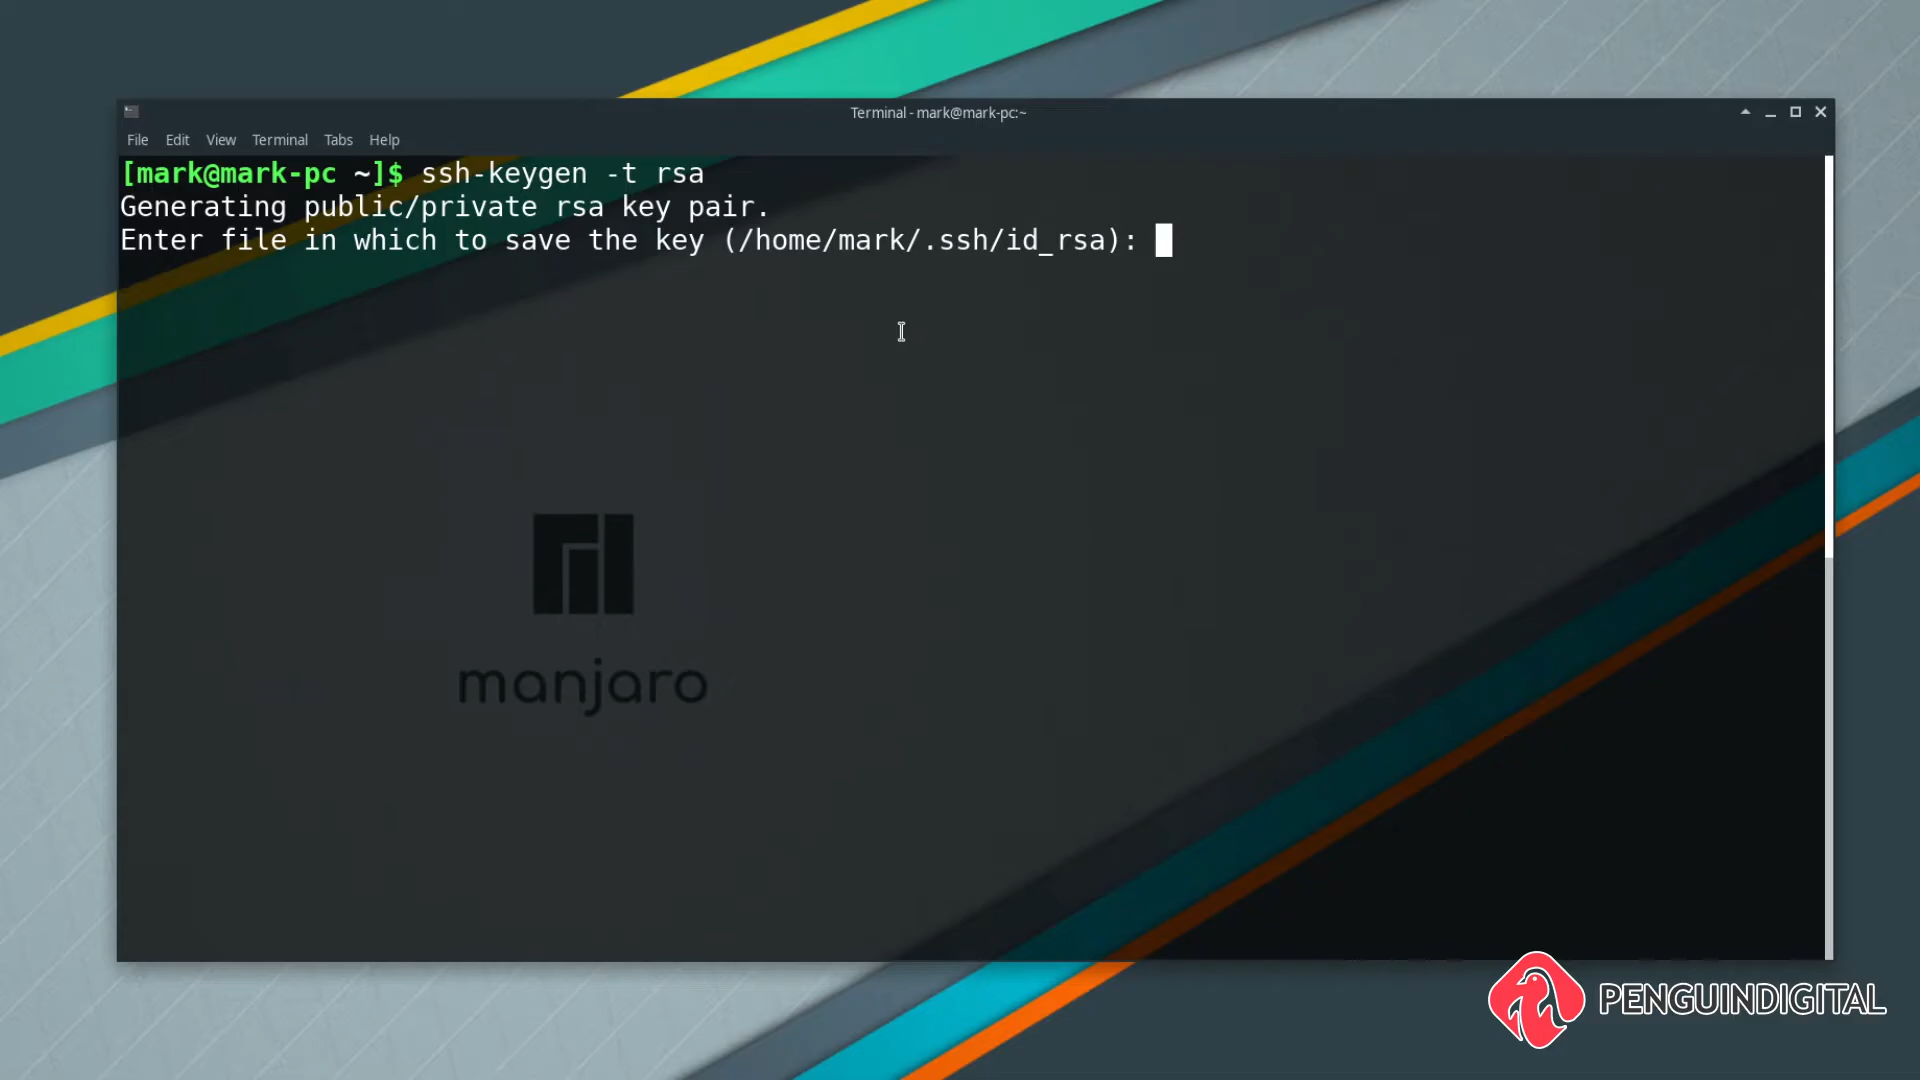 Terminal - mark@mark-pc:~
File Edit View Terminal Tabs Help
[mark@mark-pc ~]$ ssh-keygen -t rsa
Generating public/private rsa key pair.
Enter file in which to save the key (/home/mark/.ssh/id_rsa):
manjaro
PENGUINDIGITAL